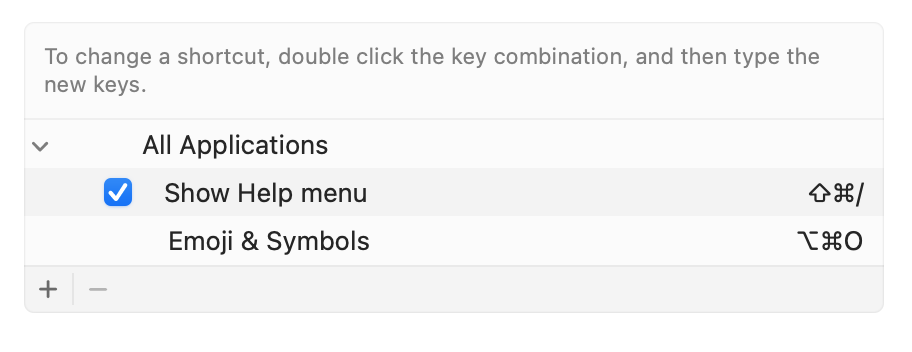 To change a shortcut, double click the key combination, and then type the
new keys.
All Applications
Show Help menu ⇧⌘/
Emoji & Symbols ⌥⌘O